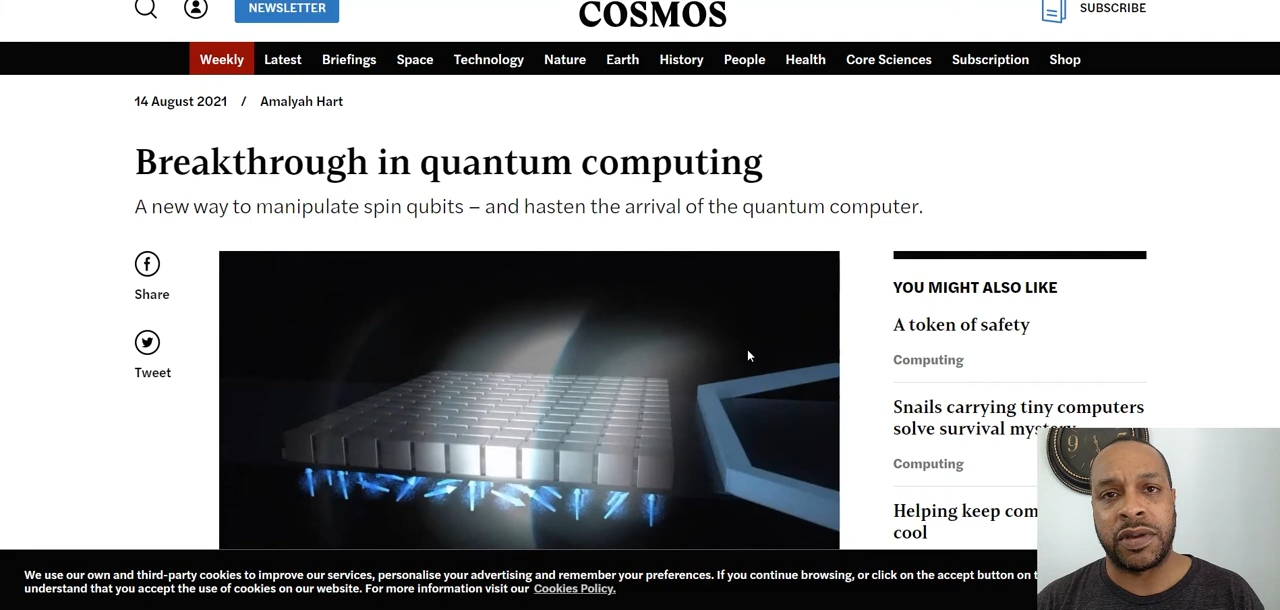 NEWSLETTER
COSMOS
SUBSCRIBE
Weekly Latest Briefings Space Technology Nature Earth History People Health Core Sciences Subscription Shop
14 August 2021 / Amalyah Hart
Breakthrough in quantum computing
A new way to manipulate spin qubits – and hasten the arrival of the quantum computer.
Share
Tweet
YOU MIGHT ALSO LIKE
A token of safety
Computing
Snails carrying tiny computers
solve survival mystery
Computing
Helping keep com
cool
We use our own and third-party cookies to improve our services, personalise your advertising and remember your preferences. If you continue browsing, or click on the accept button on t
understand that you accept the use of cookies on our website. For more information visit our Cookies Policy.